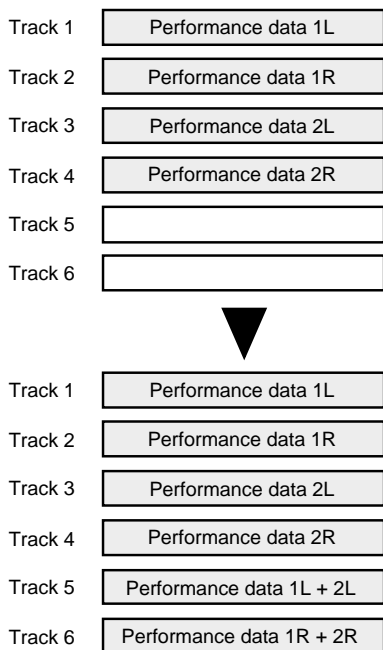 Track 1 Performance data 1L
Track 2 Performance data 1R
Track 3 Performance data 2L
Track 4 Performance data 2R
Track 5
Track 6
Track 1 Performance data 1L
Track 2 Performance data 1R
Track 3 Performance data 2L
Track 4 Performance data 2R
Track 5 Performance data 1L + 2L
Track 6 Performance data 1R + 2R